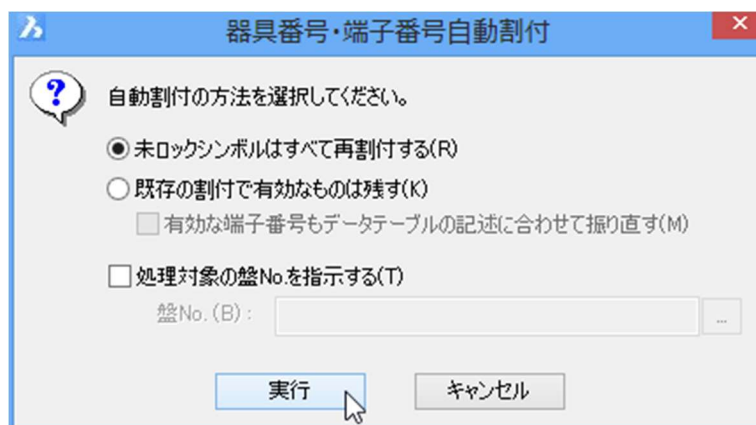 器具番号・端子番号自動割付
自動割付の方法を選択してください。
未ロックシンボルはすべて再割付する(R)
既存の割付で有効なものは残す(K)
有効な端子番号もデータテーブルの記述に合わせて振り直す(M)
処理対象の盤No.を指示する(T)
盤No.(B):
...
実行 キャンセル